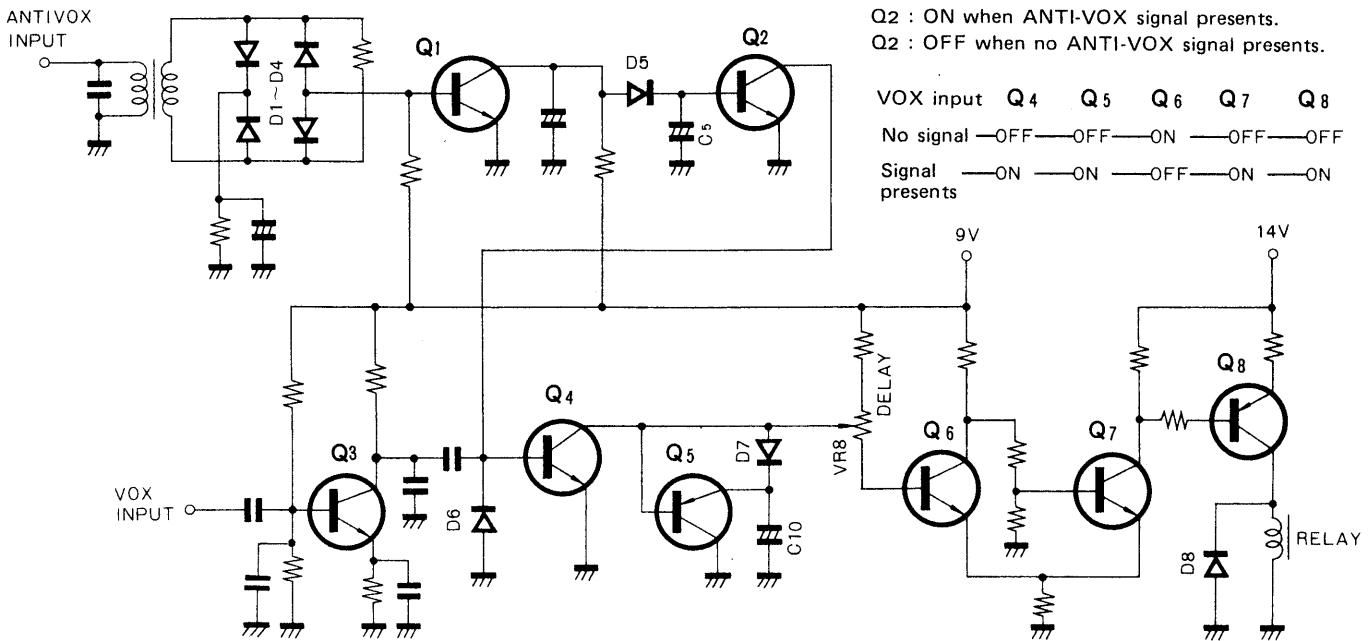 ANTIVOX
INPUT
D1~D4
Q1
D5
C5
Q2
Q2 : ON when ANTI-VOX signal presents.
Q2 : OFF when no ANTI-VOX signal presents.
VOX input Q4 Q5 Q6 Q7 Q8
No signal —OFF——OFF——ON —OFF——OFF
Signal
presents —ON ——ON ——OFF——ON ——ON
9V
14V
VOX
INPUT
Q3
D6
Q4
Q5
D7
C10
DELAY
VR8
Q6
Q7
Q8
D8
RELAY